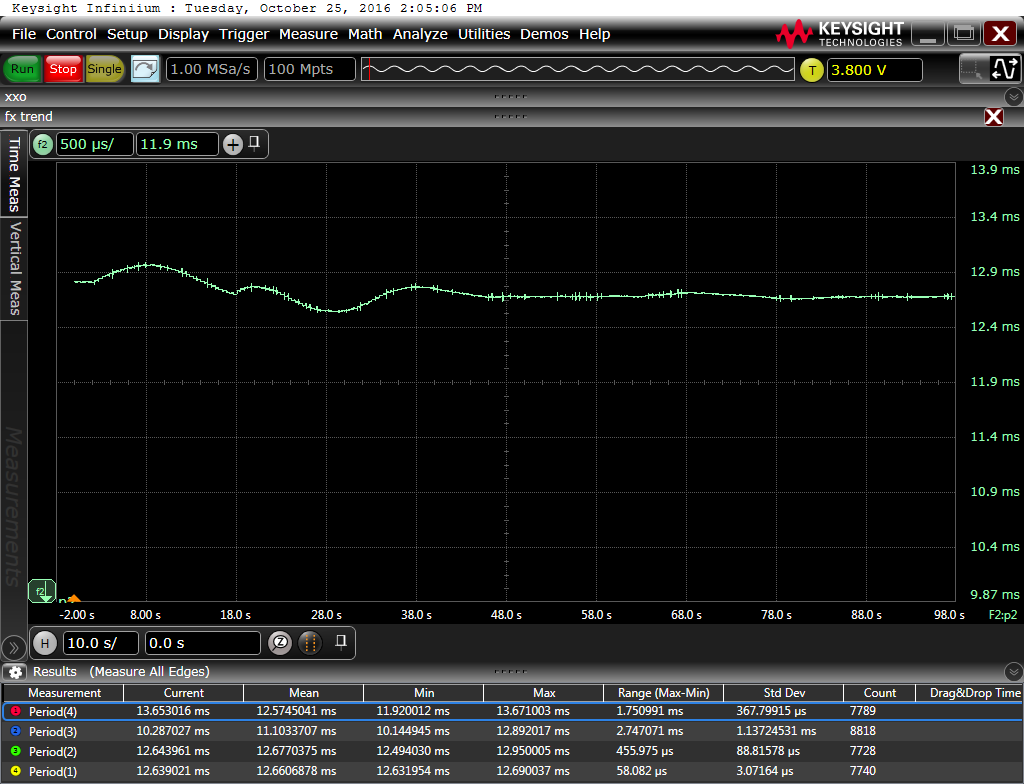 Keysight Infiniium : Tuesday, October 25, 2016 2:05:06 PM
File Control Setup Display Trigger Measure Math Analyze Utilities Demos Help
KEYSIGHT
TECHNOLOGIES
Run Stop Single 1.00 MSa/s 100 Mpts T 3.800 V
xxo
fx trend
Time Meas
Vertical Meas
Measurements
f2 500 µs/ 11.9 ms
13.9 ms
13.4 ms
12.9 ms
12.4 ms
11.9 ms
11.4 ms
10.9 ms
10.4 ms
9.87 ms
f2
-2.00 s 8.00 s 18.0 s 28.0 s 38.0 s 48.0 s 58.0 s 68.0 s 78.0 s 88.0 s 98.0 s F2:p2
H 10.0 s/ 0.0 s
Results (Measure All Edges)
Measurement Current Mean Min Max Range (Max-Min) Std Dev Count Drag&Drop Time
Period(4) 13.653016 ms 12.5745041 ms 11.920012 ms 13.671003 ms 1.750991 ms 367.79915 µs 7789
Period(3) 10.287027 ms 11.1033707 ms 10.144945 ms 12.892017 ms 2.747071 ms 1.13724531 ms 8818
Period(2) 12.643961 ms 12.6770375 ms 12.494030 ms 12.950005 ms 455.975 µs 88.81578 µs 7728
Period(1) 12.639021 ms 12.6606878 ms 12.631954 ms 12.690037 ms 58.082 µs 3.07164 µs 7740